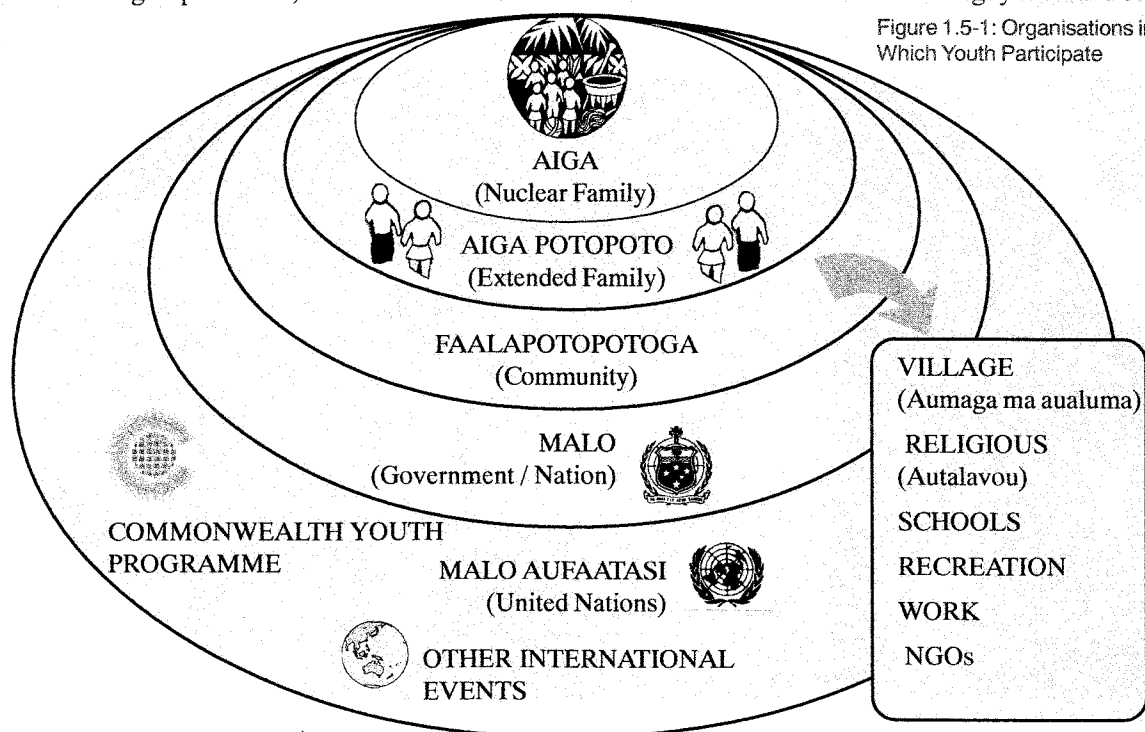 Figure 1.5-1: Organisations in
Which Youth Participate
AIGA
(Nuclear Family)
AIGA POTOPOTO
(Extended Family)
FAALAPOTOPOTOGA
(Community)
MALO
(Government / Nation)
COMMONWEALTH YOUTH
PROGRAMME
MALO AUFAATASI
(United Nations)
OTHER INTERNATIONAL
EVENTS
VILLAGE
(Aumaga ma aualuma)
RELIGIOUS
(Autalavou)
SCHOOLS
RECREATION
WORK
NGOs